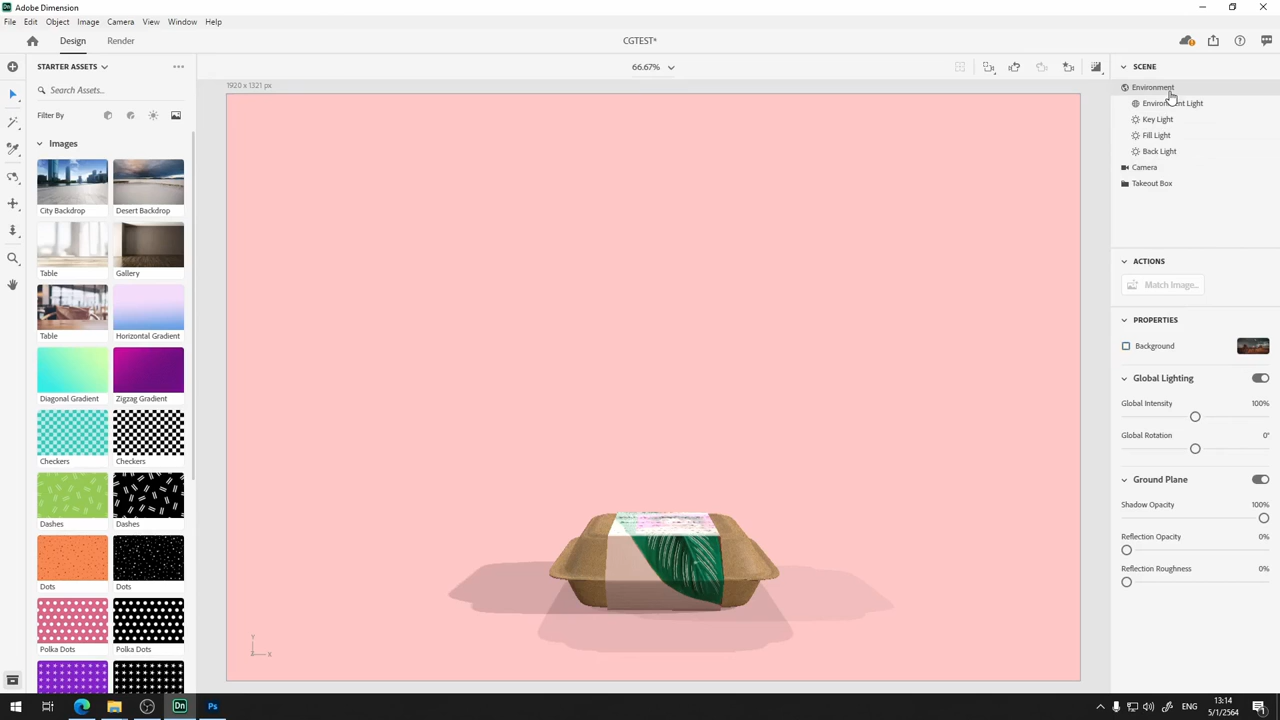 Adobe Dimension
File Edit Object Image Camera View Window Help
Design Render CGTEST*
STARTER ASSETS
66.67%
SCENE
1920 x 1321 px
Search Assets...
Environment
Environment Light
Filter By
Key Light
Fill Light
Images
Back Light
Camera
Takeout Box
City Backdrop Desert Backdrop
ACTIONS
Table Gallery
Match Image...
PROPERTIES
Table Horizontal Gradient
Background
Global Lighting
Diagonal Gradient Zigzag Gradient
Global Intensity 100%
Global Rotation 0°
Checkers Checkers
Ground Plane
Shadow Opacity 100%
Dashes Dashes
Reflection Opacity 0%
Reflection Roughness 0%
Dots Dots
Y
X
Z
Polka Dots Polka Dots
Dn Ps
ENG
13:14
5/1/2564